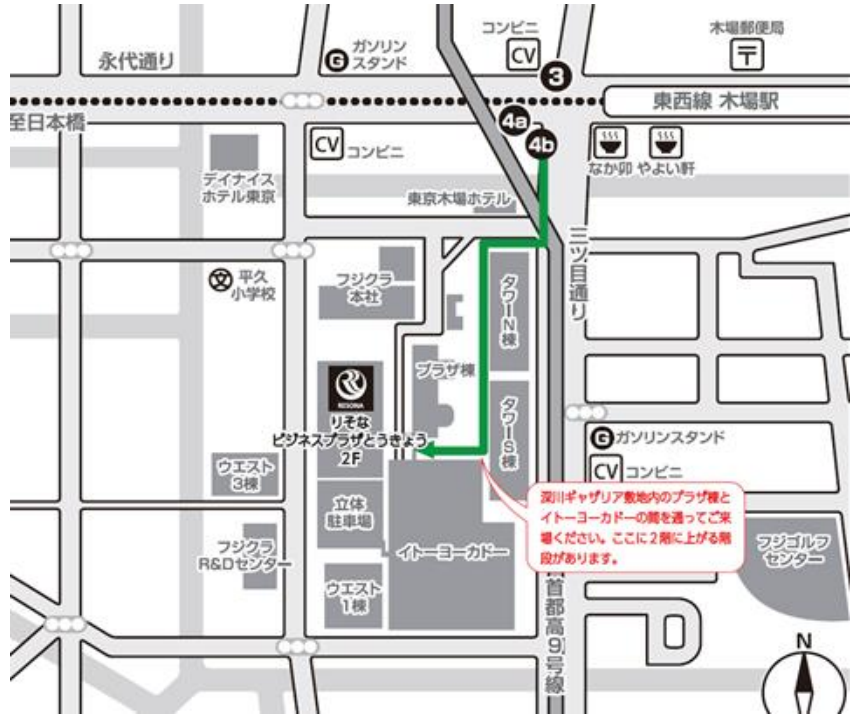 コンビニ
CV
木場郵便局
〒
永代通り
G
ガソリン
スタンド
3
東西線 木場駅
至日本橋
4a
4b
CV コンビニ
なか卯 やよい軒
デイナイス
ホテル東京
東京木場ホテル
三ツ目通り
文
平久
小学校
フジクラ
本社
タワーN棟
プラザ棟
RESONA
りそな
ビジネスプラザとうきょう
2F
タワーS棟
G ガソリンスタンド
CV コンビニ
ウエスト
3棟
立体
駐車場
深川ギャザリア敷地内のプラザ棟と
イトーヨーカドーの間を通ってご来
場ください。ここに2階に上がる階
段があります。
フジクラ
R&Dセンター
イトーヨーカドー
フジゴルフ
センター
ウエスト
1棟
首都高9号線
N